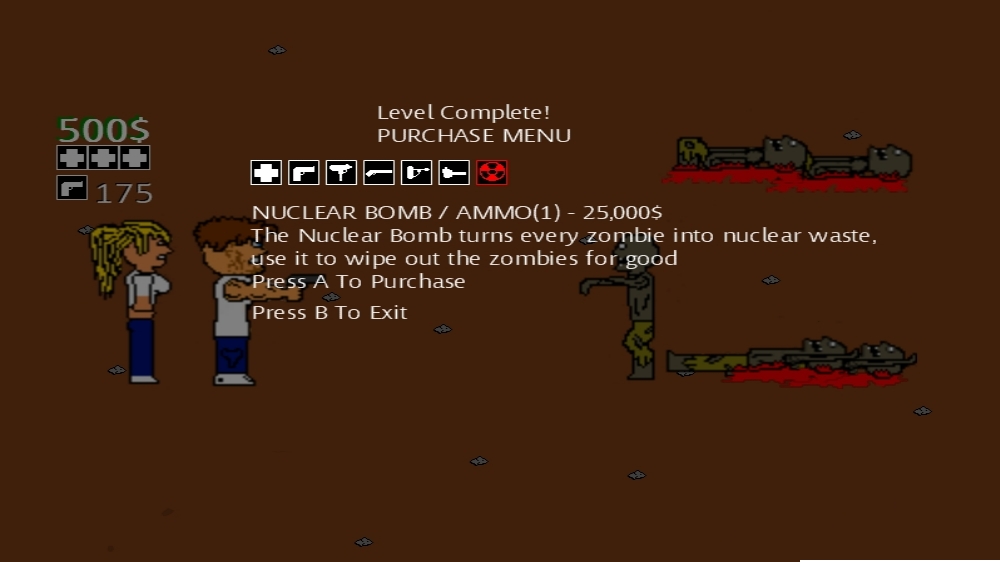 Level Complete!
PURCHASE MENU
500$
175
NUCLEAR BOMB / AMMO(1) - 25,000$
The Nuclear Bomb turns every zombie into nuclear waste,
use it to wipe out the zombies for good
Press A To Purchase
Press B To Exit